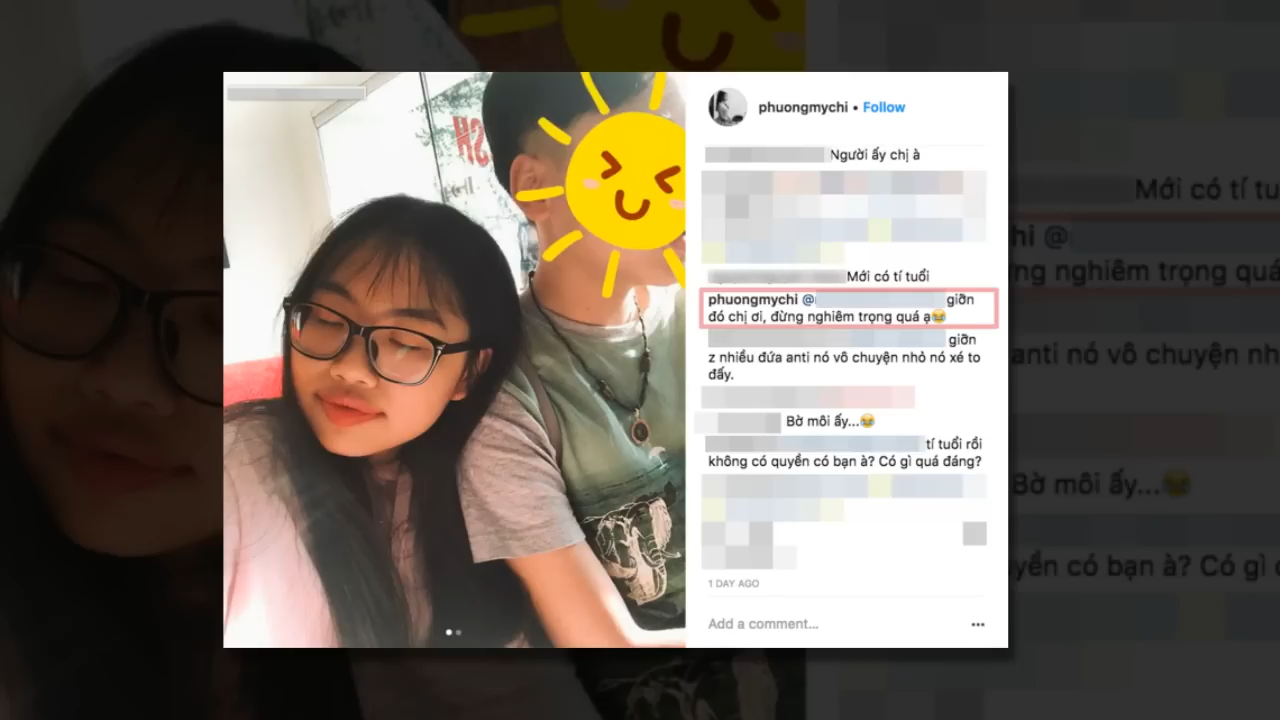 phuongmychi • Follow
Người ấy chị à
Mới có tí tuổi
phuongmychi @ giỡn
đó chị ơi, đừng nghiêm trọng quá ạ😂
giỡn
z nhiều đứa anti nó vô chuyện nhỏ nó xé to
đấy.
Bờ môi ấy...😂
tí tuổi rồi
không có quyền có bạn à? Có gì quá đáng?
1 DAY AGO
Add a comment...
Mới có tí tu
hi @
ng nghiêm trọng quá
anti nó vô chuyện nh
Bờ môi ấy...😂
yền có bạn à? Có gì